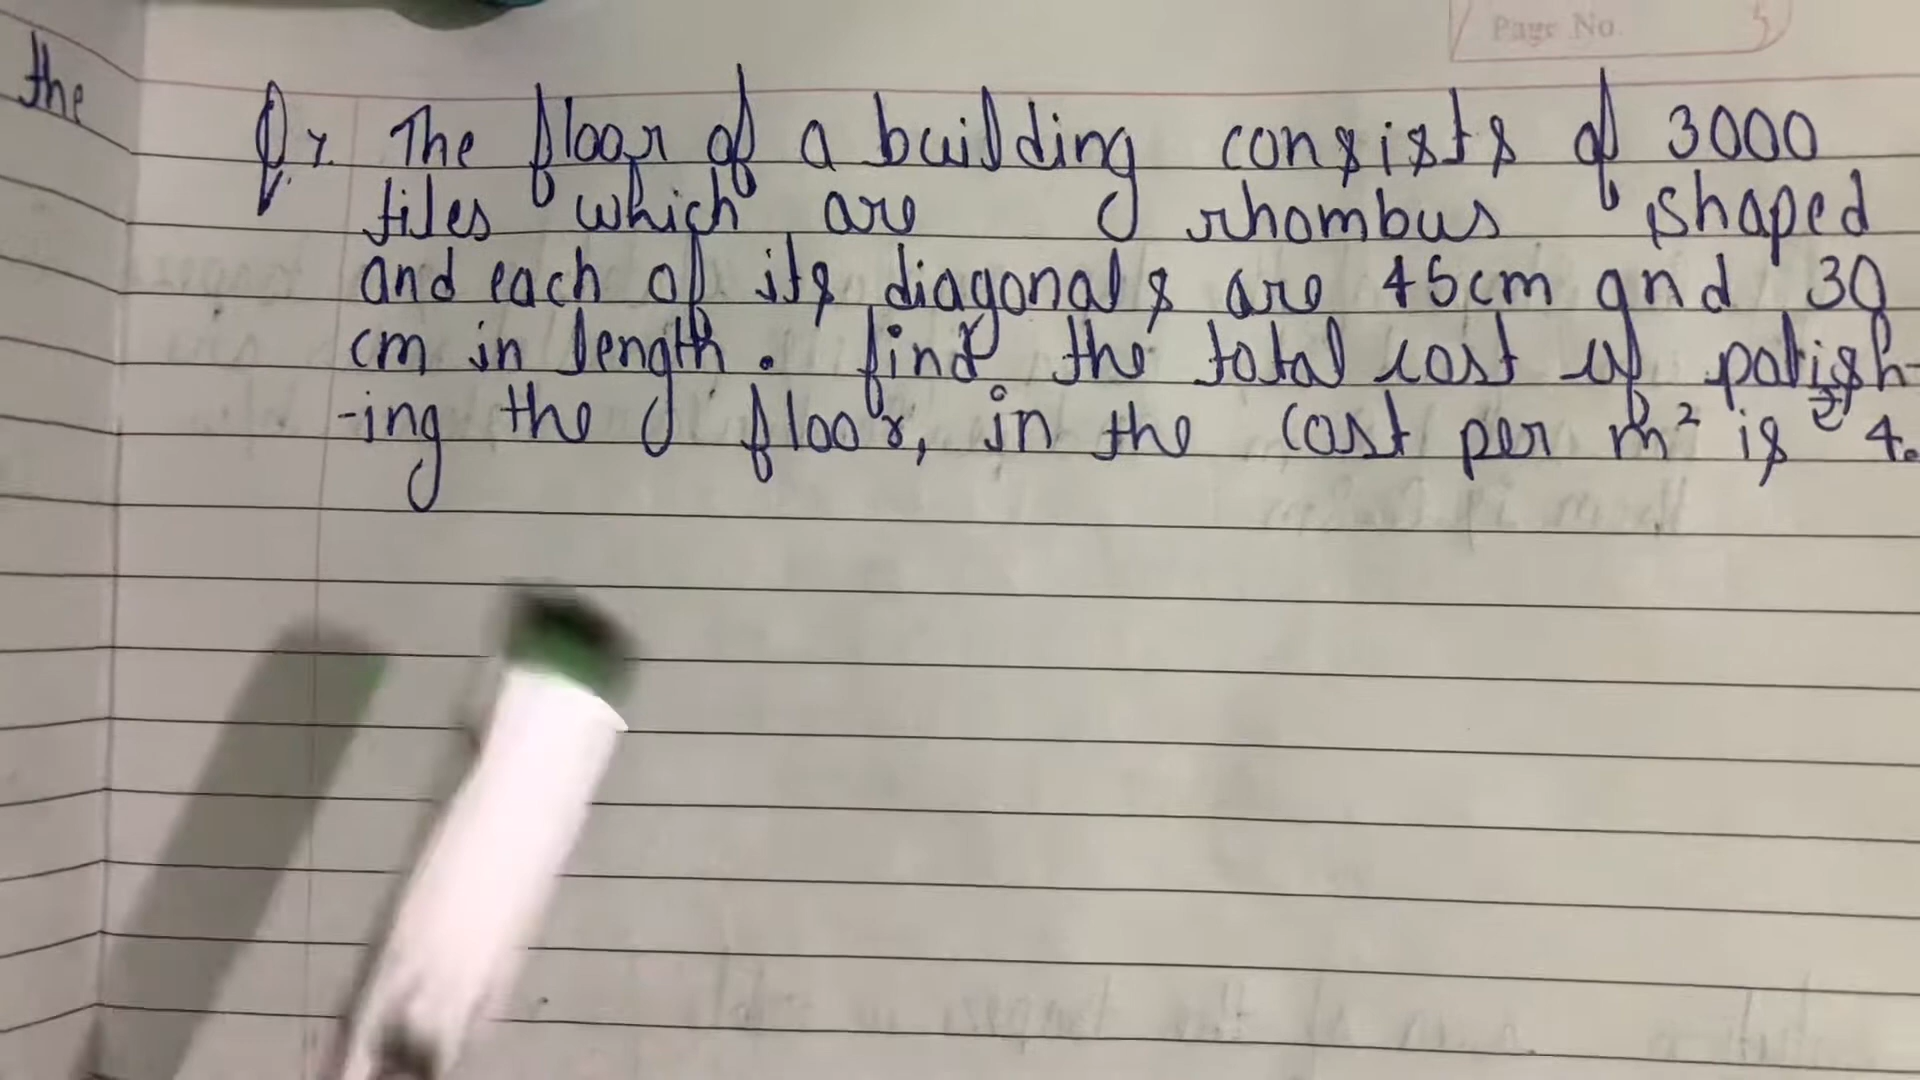 the
Page No.
Q7. The floor of a building consists of 3000
tiles which are rhombus shaped
and each of its diagonals are 45cm and 30
cm in length. find the total cost of polish-
-ing the floor, in the cost per m² is ₹ 4.